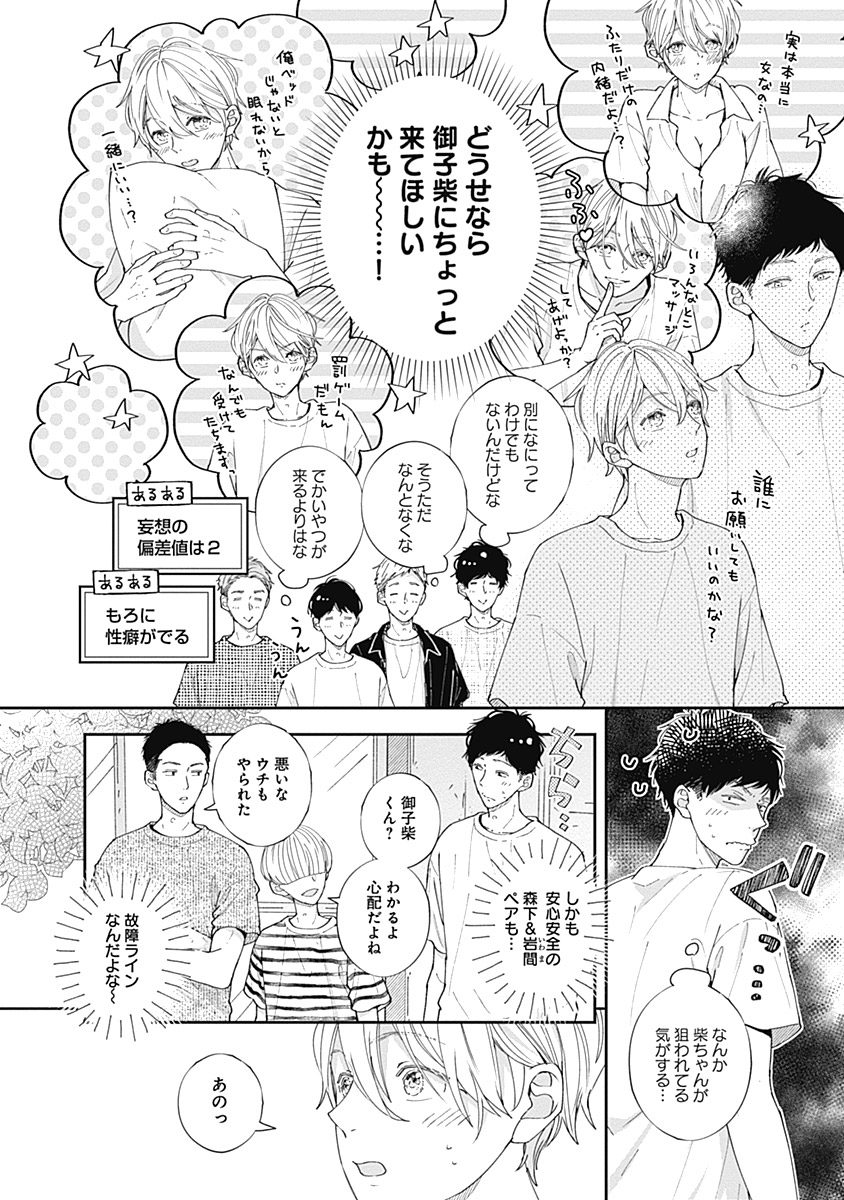 実は本当に
女なの…
ふたりだけの
内緒だよ…？
どうせなら
御子柴にちょっと
来てほしい
かも〜〜…！
俺ベッド
じゃないと
眠れないから
一緒にいい…？
ふふ♡
いろんなとこ
マッサージ
してあげよっか？
罰ゲーム
だもん
なんでも
受けて
たちますっ
誰に
お願いしても
いいのかな？
別になにって
わけでも
ないんだけどな
そうただ
なんとなくな
でかいやつが
来るよりはな
うんうん
あるある
妄想の
偏差値は２
あるある
もろに
性癖がでる
ぐぬ…
なんか
柴ちゃんが
狙われてる
気がする…
ちら…
しかも
安心安全の
森下＆岩間
いわま
ペアも…
御子柴
くん？
わかるよ
心配だよね
悪いな
ウチも
やられた
故障ライン
なんだよな〜
あのっ